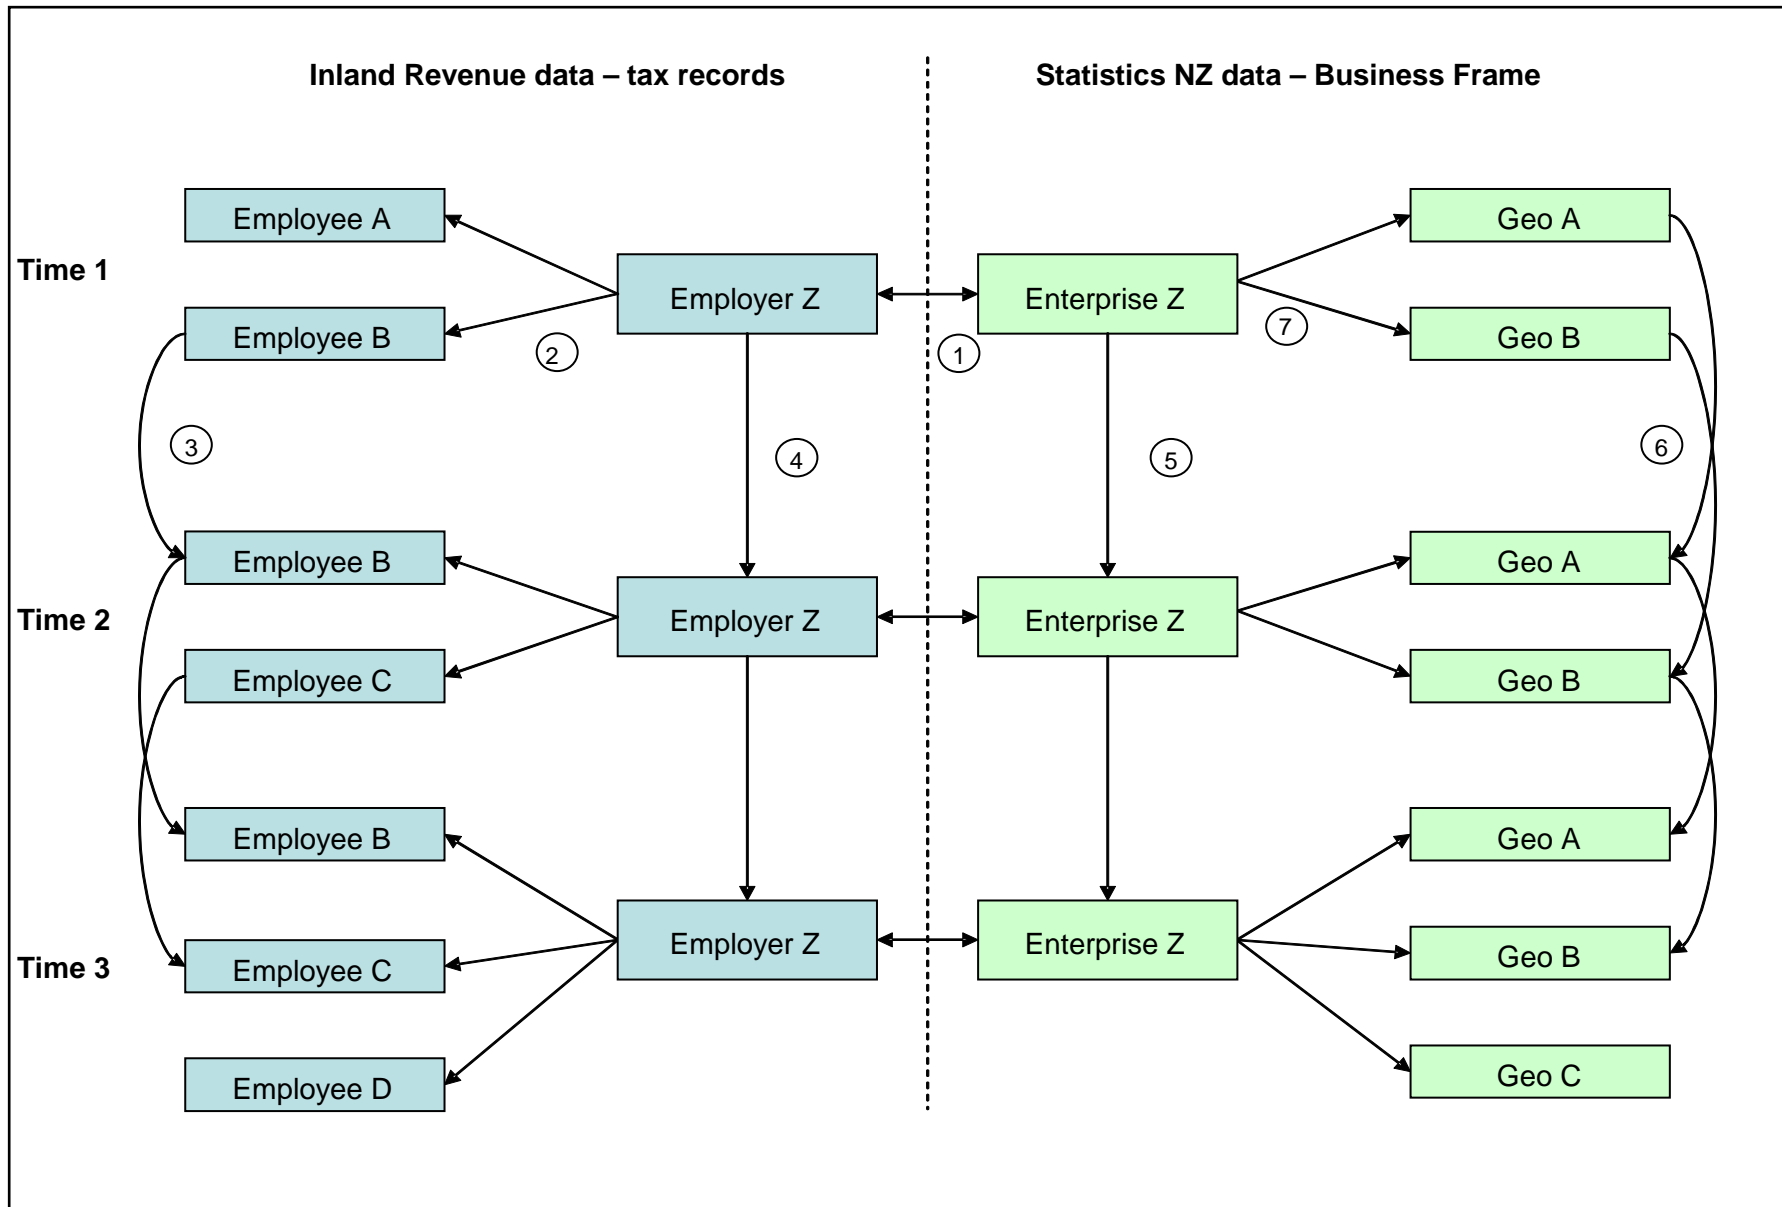 Inland Revenue data – tax records
Statistics NZ data – Business Frame
Time 1
Employee A
Employee B
Employer Z
Enterprise Z
Geo A
Geo B
2
1
7
3
4
5
6
Time 2
Employee B
Employee C
Employer Z
Enterprise Z
Geo A
Geo B
Time 3
Employee B
Employee C
Employee D
Employer Z
Enterprise Z
Geo A
Geo B
Geo C